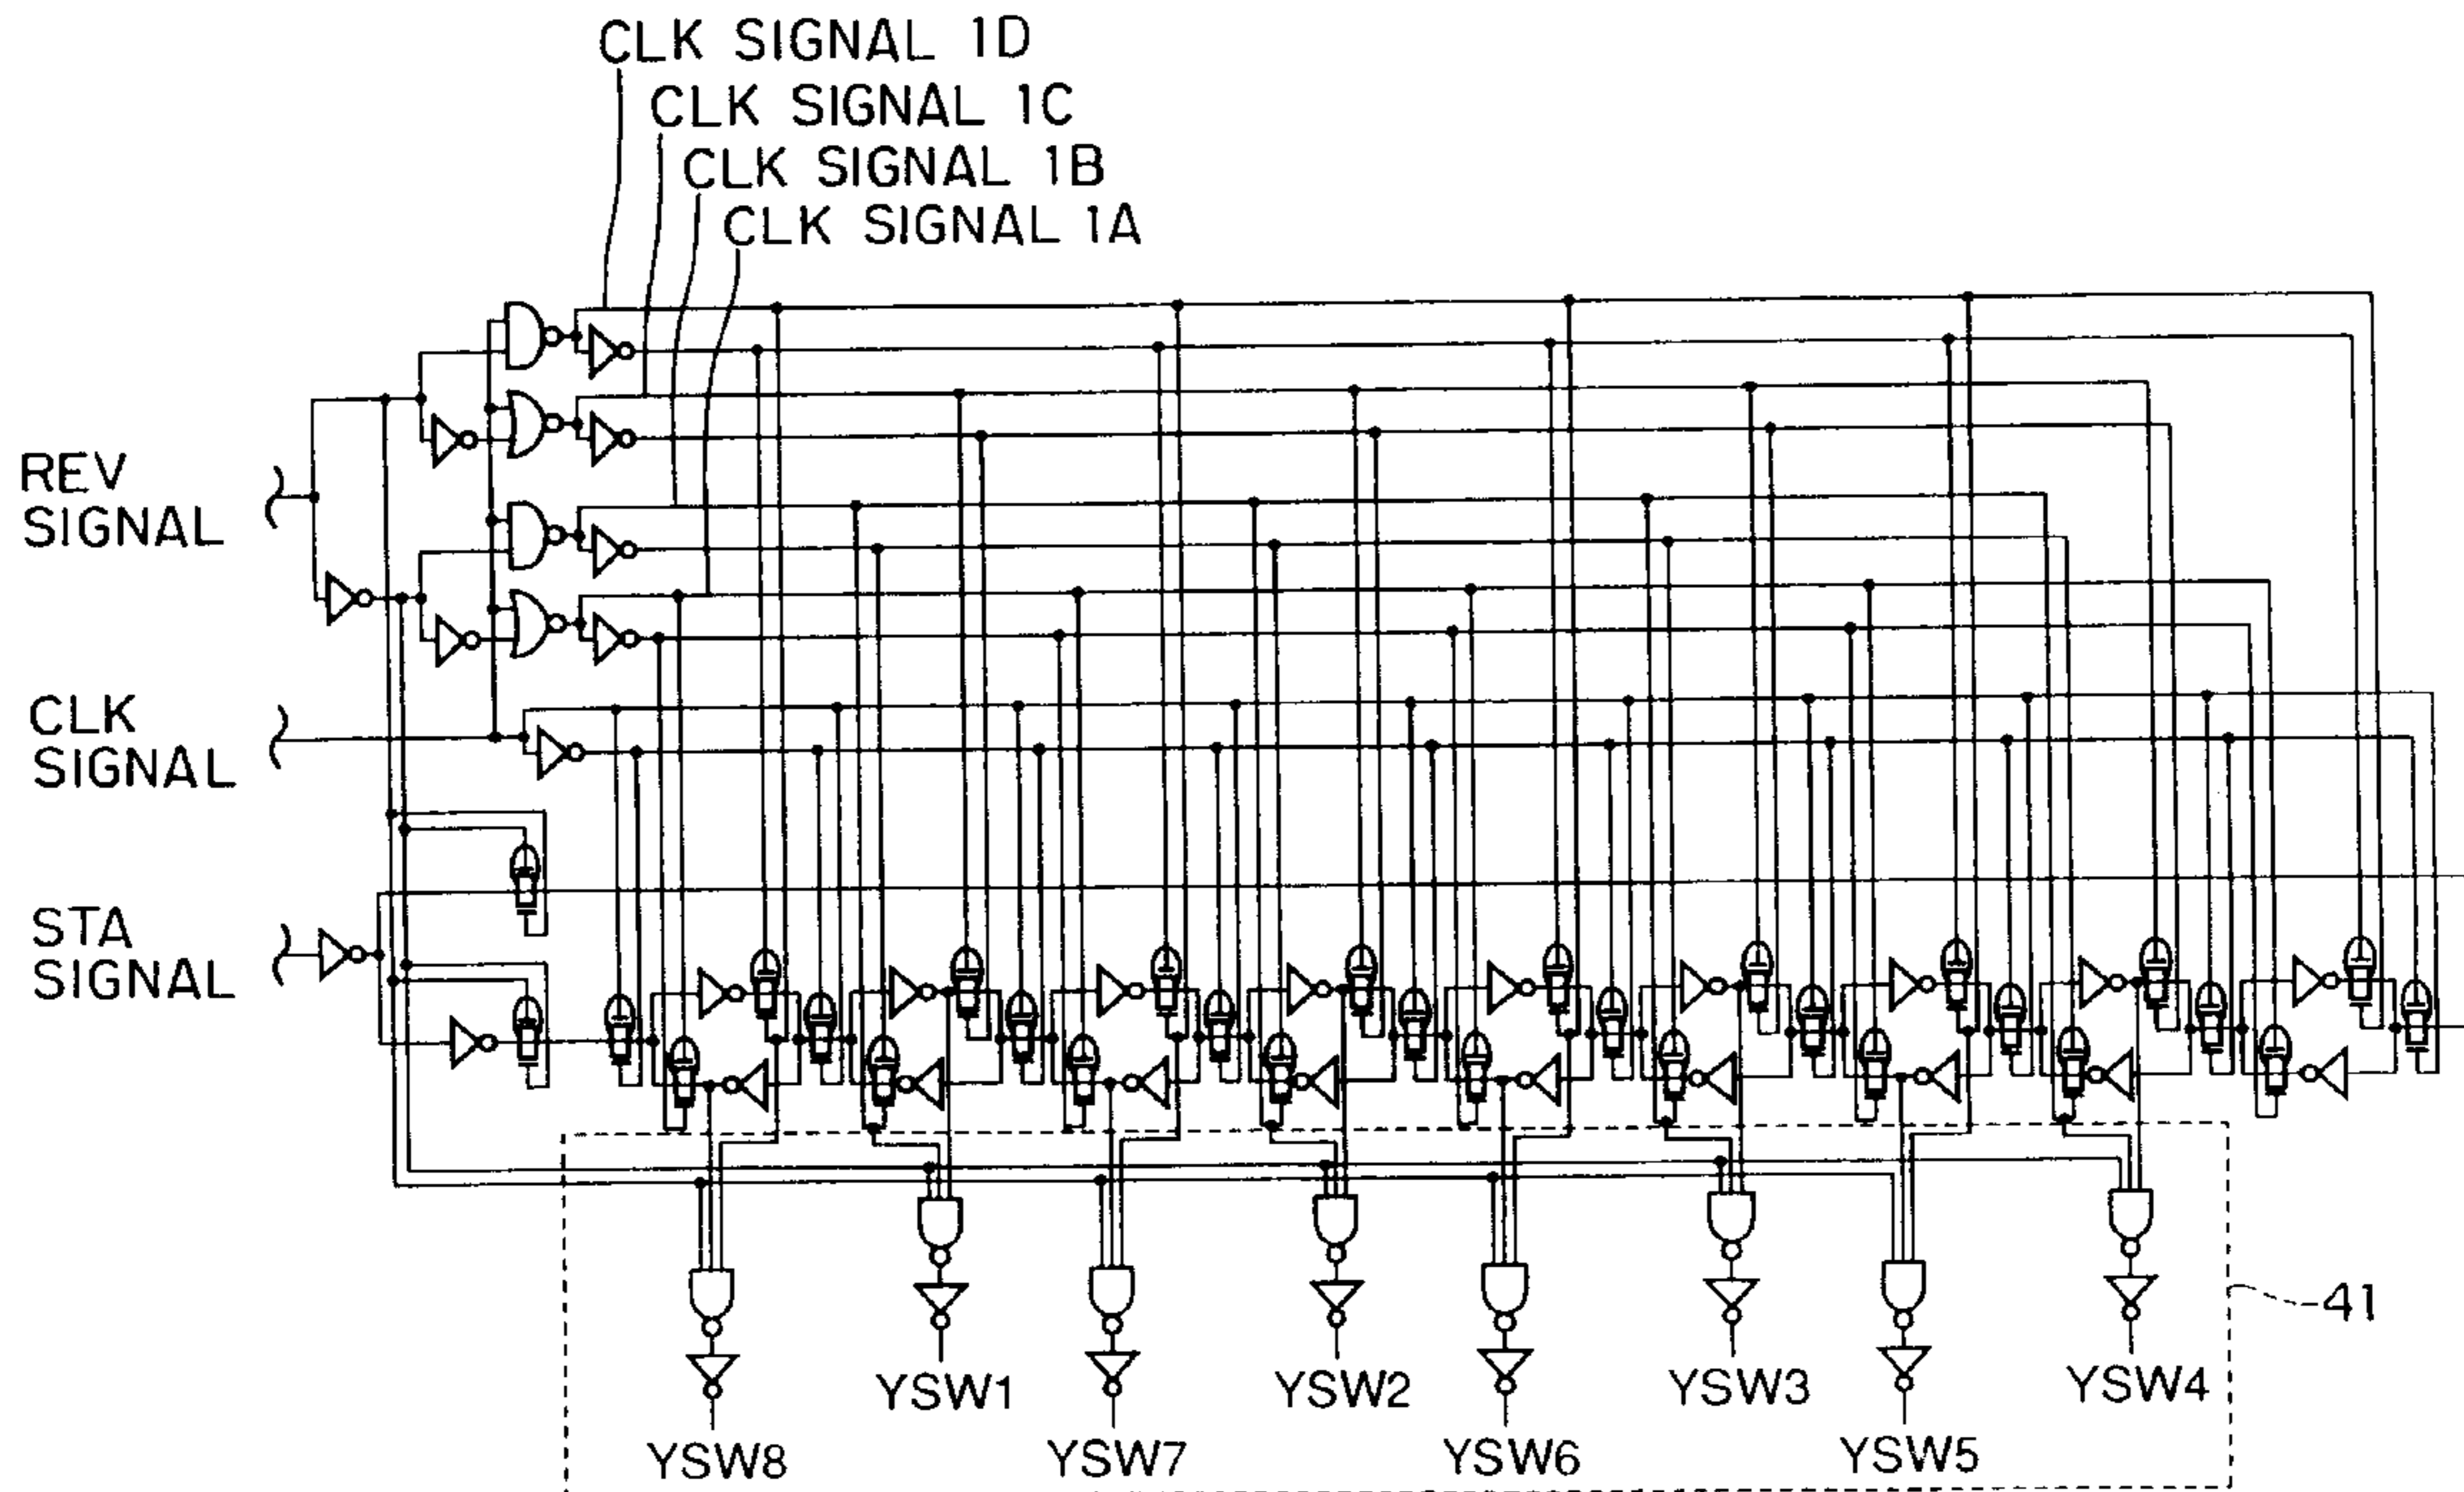 CLK SIGNAL 1D
CLK SIGNAL 1C
CLK SIGNAL 1B
CLK SIGNAL 1A
REV
SIGNAL
CLK
SIGNAL
STA
SIGNAL
41
YSW1
YSW2
YSW3
YSW4
YSW8
YSW7
YSW6
YSW5